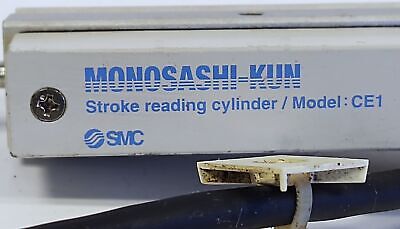 MONOSASHI-KUN
Stroke reading cylinder / Model: CE1
SMC